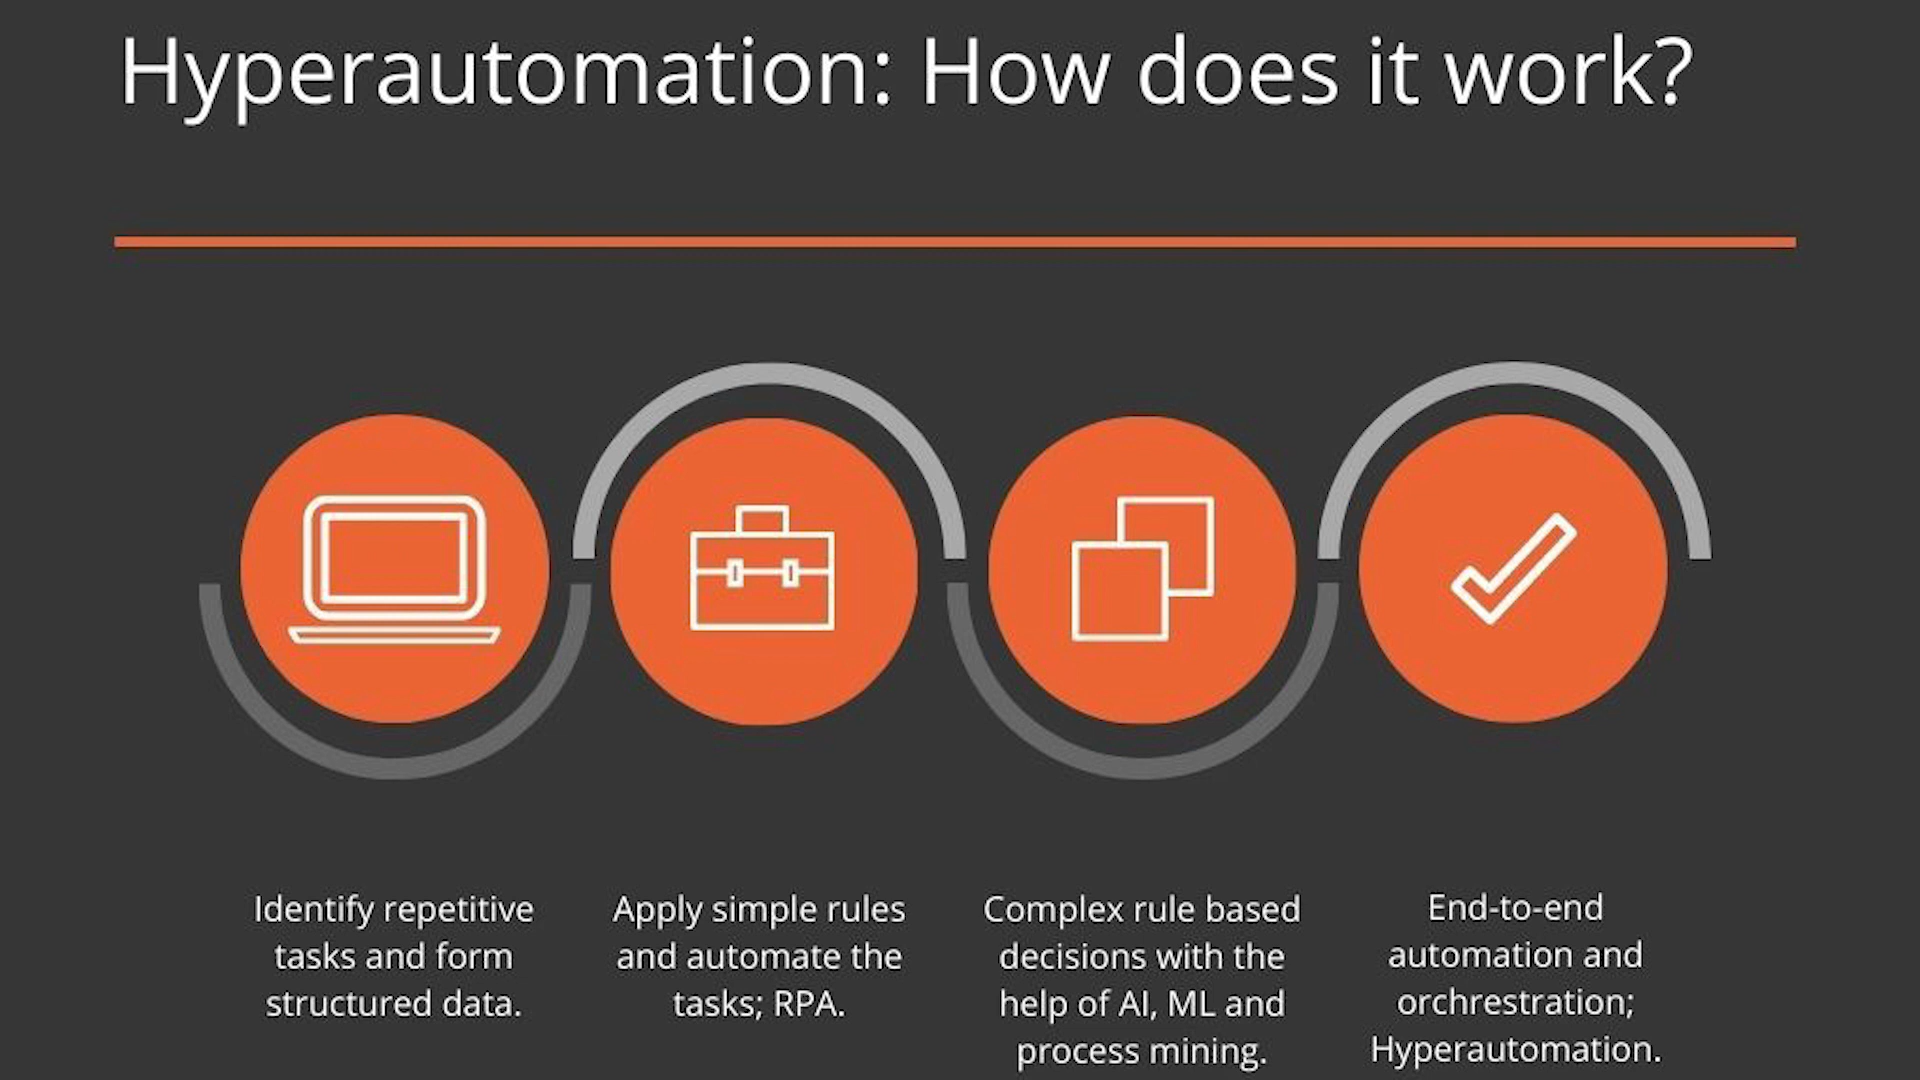 Hyperautomation: How does it work?
Identify repetitive
tasks and form
structured data.
Apply simple rules
and automate the
tasks; RPA.
Complex rule based
decisions with the
help of AI, ML and
process mining.
End-to-end
automation and
orchrestration;
Hyperautomation.